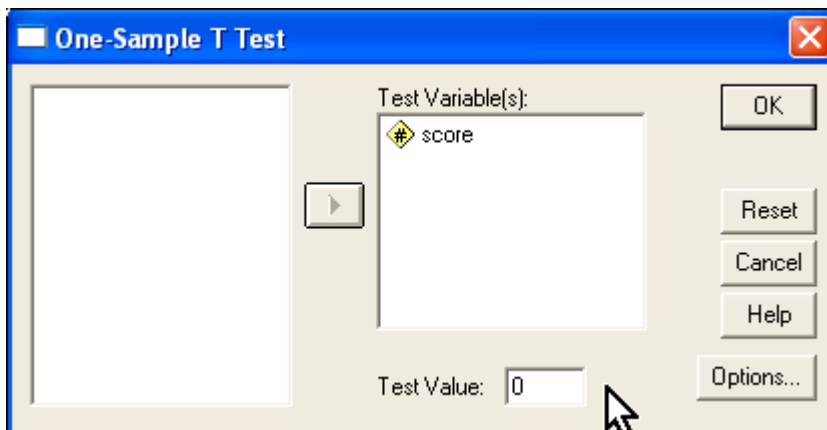 One-Sample T Test
Test Variable(s):
score
OK
Reset
Cancel
Help
Test Value: 0
Options...